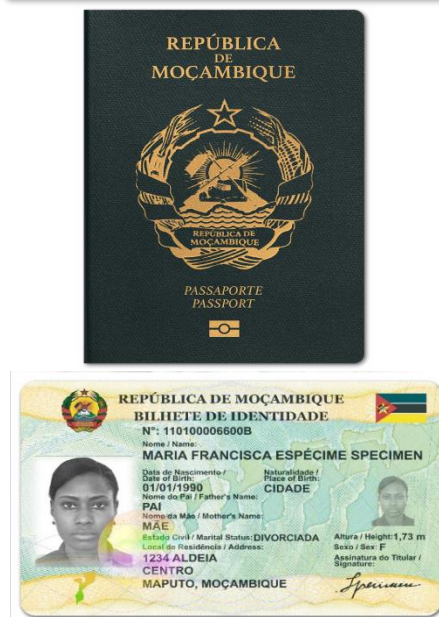 REPÚBLICA
DE
MOÇAMBIQUE
REPÚBLICA DE
MOÇAMBIQUE
PASSAPORTE
PASSPORT
REPÚBLICA DE MOÇAMBIQUE
BILHETE DE IDENTIDADE
Nº: 110100006600B
Nome / Name:
MARIA FRANCISCA ESPÉCIME SPECIMEN
Data de Nascimento / Naturalidade /
Date of Birth: Place of Birth:
01/01/1990 CIDADE
Nome do Pai / Father's Name:
PAI
Nome da Mãe / Mother's Name:
MÃE
Estado Civil / Marital Status: DIVORCIADA Altura / Height: 1,73 m
Local de Residência / Address: Sexo / Sex: F
1234 ALDEIA Assinatura do Titular /
CENTRO Signature:
MAPUTO, MOÇAMBIQUE Specimen